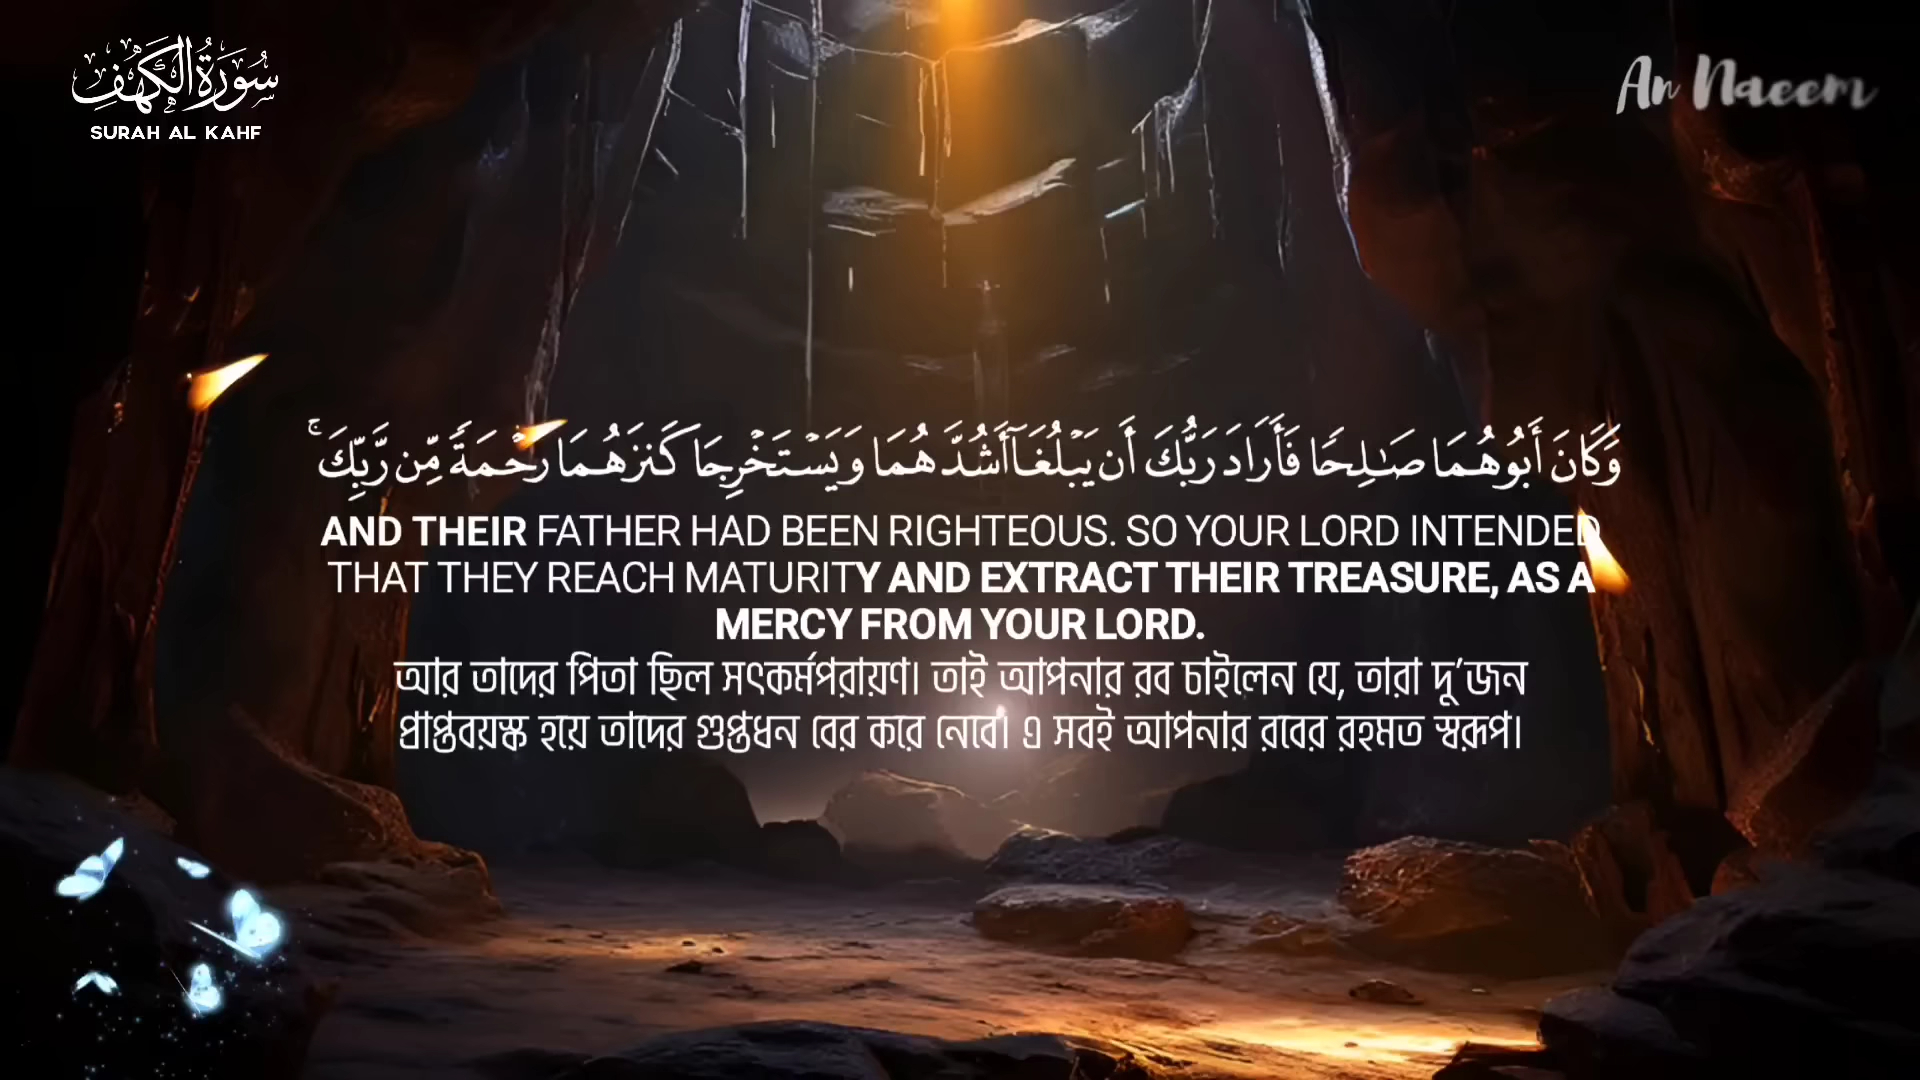 سُورَةُ الكَهْفِ
SURAH AL KAHF
An Naeem
وَكَانَ أَبُوهُمَا صَـٰلِحًا فَأَرَادَ رَبُّكَ أَن يَبْلُغَآ أَشُدَّهُمَا وَيَسْتَخْرِجَا كَنزَهُمَا رَحْمَةً مِّن رَّبِّكَ ۚ
AND THEIR FATHER HAD BEEN RIGHTEOUS. SO YOUR LORD INTENDED
THAT THEY REACH MATURITY AND EXTRACT THEIR TREASURE, AS A
MERCY FROM YOUR LORD.
আর তাদের পিতা ছিল সৎকর্মপরায়ণ। তাই আপনার রব চাইলেন যে, তারা দু’জন
প্রাপ্তবয়স্ক হয়ে তাদের গুপ্তধন বের করে নেবে। এ সবই আপনার রবের রহমত স্বরূপ।